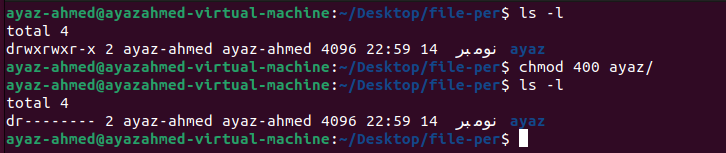 ayaz-ahmed@ayazahmed-virtual-machine:~/Desktop/file-per$ ls -l
total 4
drwxrwxr-x 2 ayaz-ahmed ayaz-ahmed 4096 22:59 14 نومبر ayaz
ayaz-ahmed@ayazahmed-virtual-machine:~/Desktop/file-per$ chmod 400 ayaz/
ayaz-ahmed@ayazahmed-virtual-machine:~/Desktop/file-per$ ls -l
total 4
dr-------- 2 ayaz-ahmed ayaz-ahmed 4096 22:59 14 نومبر ayaz
ayaz-ahmed@ayazahmed-virtual-machine:~/Desktop/file-per$